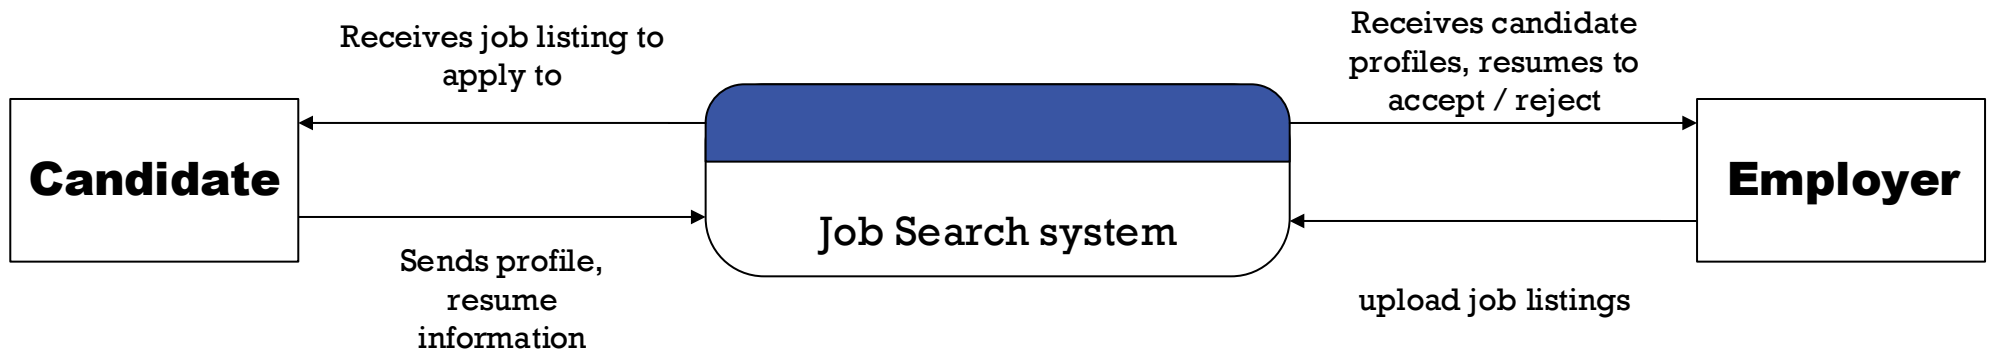 Receives job listing to
apply to
Receives candidate
profiles, resumes to
accept / reject
Candidate
Job Search system
Employer
Sends profile,
resume
information
upload job listings